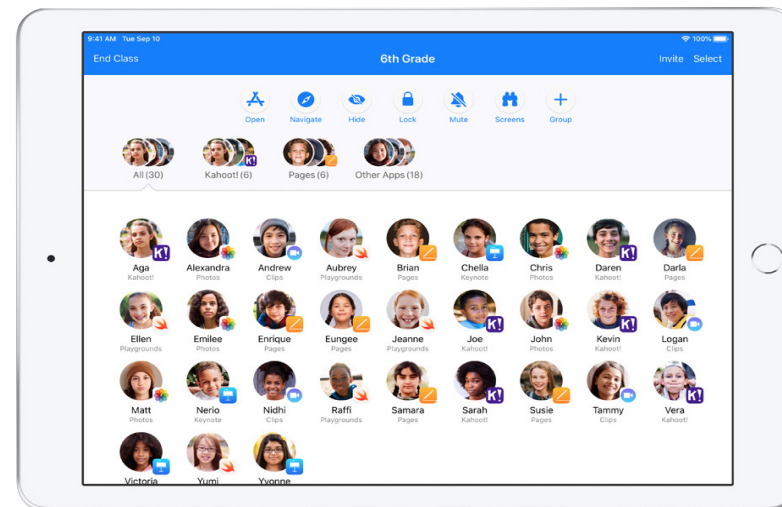 9:41 AM Tue Sep 10
100%
End Class
6th Grade
Invite Select
Open Navigate Hide Lock Mute Screens Group
K!
All (30) Kahoot! (6) Pages (6) Other Apps (18)
K!
K!
Aga Alexandra Andrew Aubrey Brian Chella Chris Daren Darla
Kahoot! Photos Clips Playgrounds Pages Keynote Photos Kahoot! Pages
K!
K!
Ellen Emilee Enrique Eungee Jeanne Joe John Kevin Logan
Playgrounds Photos Pages Pages Playgrounds Kahoot! Photos Kahoot! Clips
K!
K!
Matt Nerio Nidhi Raffi Samara Sarah Susie Tammy Vera
Photos Keynote Clips Playgrounds Pages Kahoot! Pages Clips Kahoot!
Victoria Yumi Yvonne